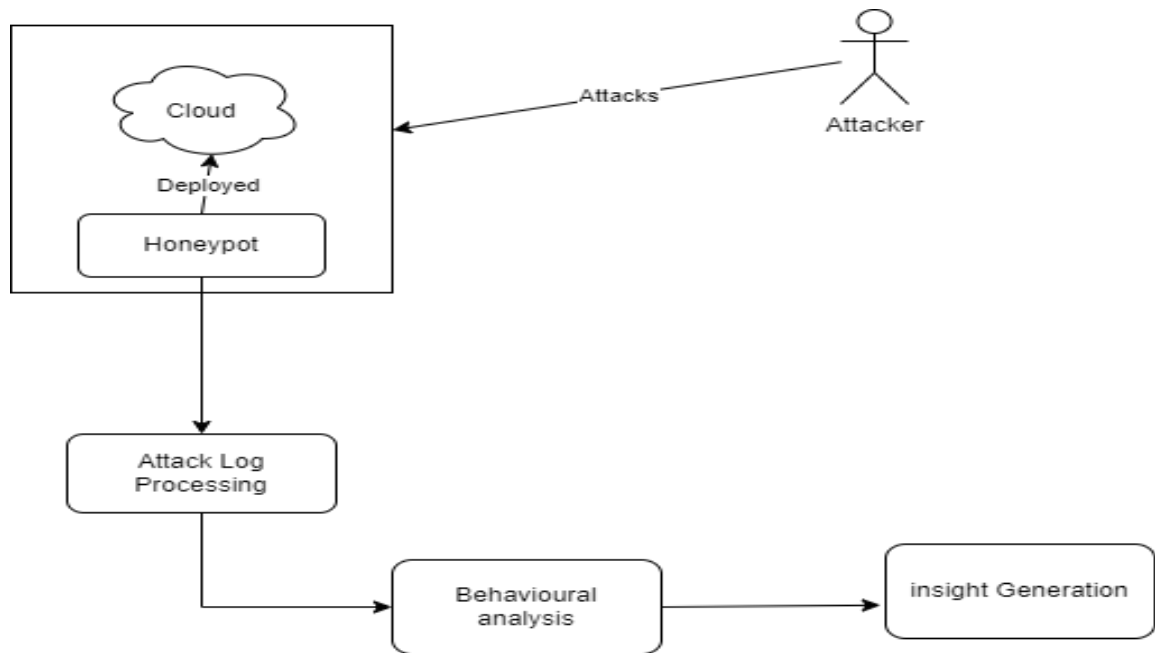 Cloud
Attacks
Attacker
Deployed
Honeypot
Attack Log
Processing
Behavioural
analysis
insight Generation